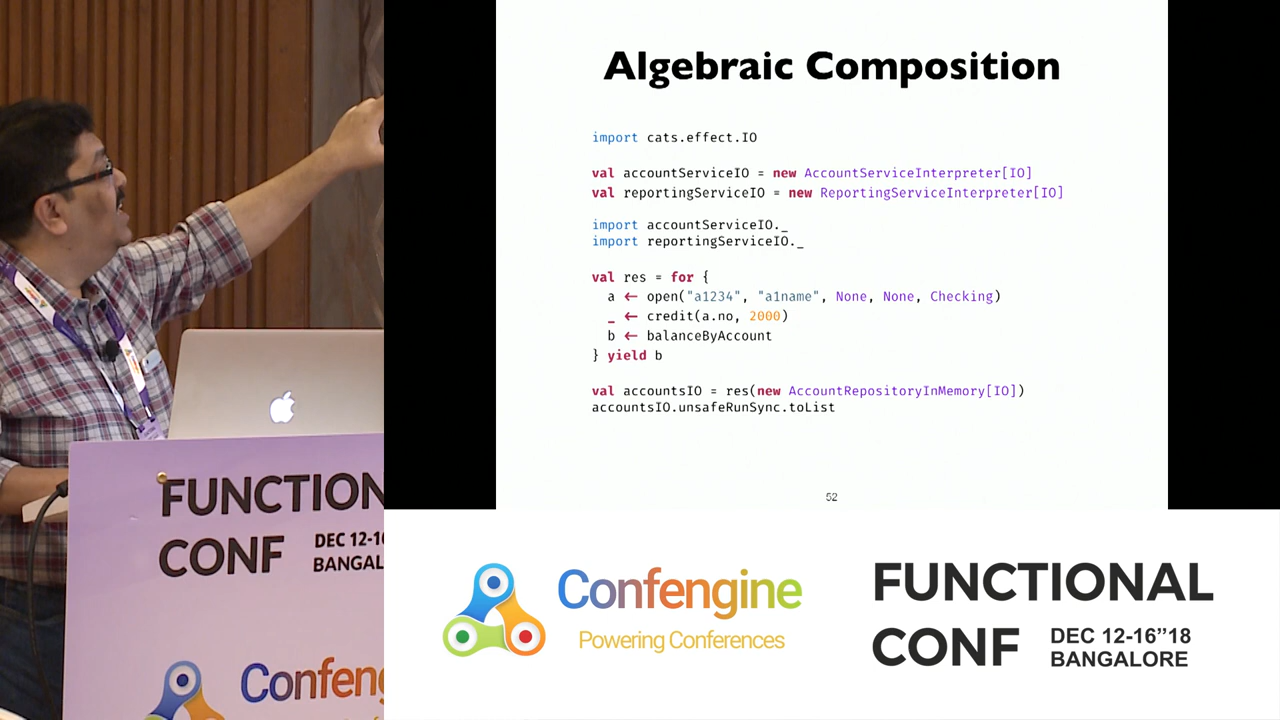 Algebraic Composition
import cats.effect.IO
val accountServiceIO = new AccountServiceInterpreter[IO]
val reportingServiceIO = new ReportingServiceInterpreter[IO]
import accountServiceIO._
import reportingServiceIO._
val res = for {
  a ← open("a1234", "a1name", None, None, Checking)
  _ ← credit(a.no, 2000)
  b ← balanceByAccount
} yield b
val accountsIO = res(new AccountRepositoryInMemory[IO])
accountsIO.unsafeRunSync.toList
52
FUNCTION
CONF DEC 12-16
BANGAL
Confeng
Confengine
Powering Conferences
FUNCTIONAL
CONF DEC 12-16"18
BANGALORE